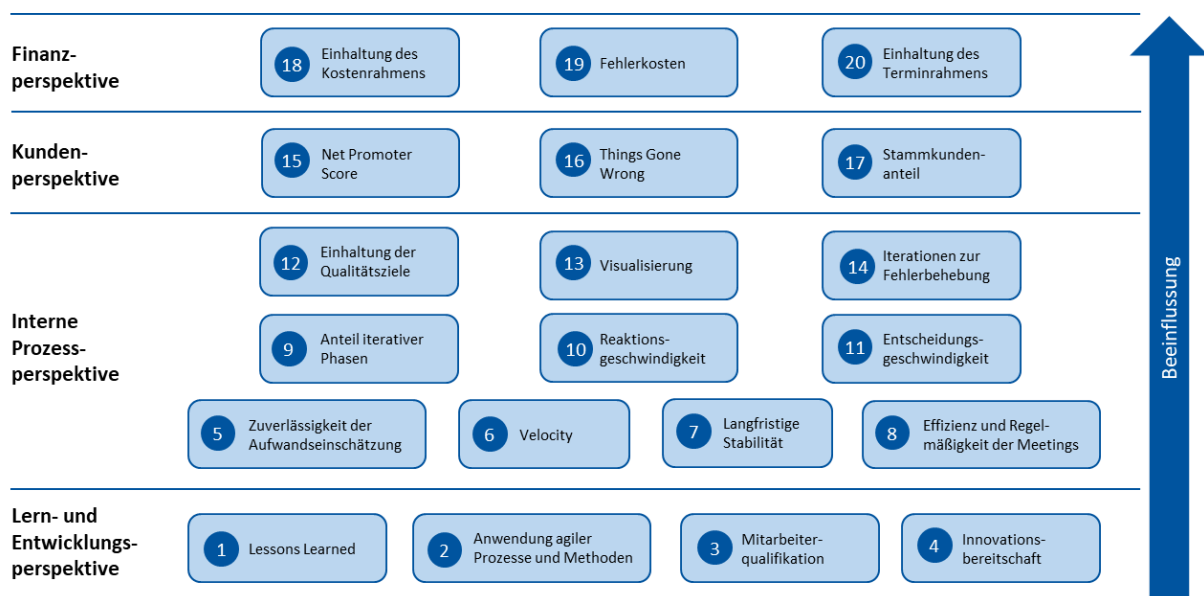 Finanz-
perspektive
18
Einhaltung des
Kostenrahmens
19
Fehlerkosten
20
Einhaltung des
Terminrahmens
Kunden-
perspektive
15
Net Promoter
Score
16
Things Gone
Wrong
17
Stammkunden-
anteil
Interne
Prozess-
perspektive
12
Einhaltung der
Qualitätsziele
13
Visualisierung
14
Iterationen zur
Fehlerbehebung
9
Anteil iterativer
Phasen
10
Reaktions-
geschwindigkeit
11
Entscheidungs-
geschwindigkeit
5
Zuverlässigkeit der
Aufwandseinschätzung
6
Velocity
7
Langfristige
Stabilität
8
Effizienz und Regel-
mäßigkeit der Meetings
Lern- und
Entwicklungs-
perspektive
1
Lessons Learned
2
Anwendung agiler
Prozesse und Methoden
3
Mitarbeiter-
qualifikation
4
Innovations-
bereitschaft
Beeinflussung